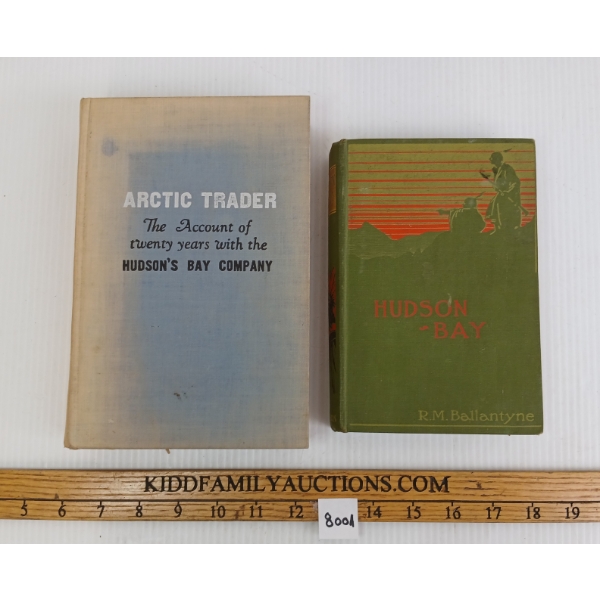 ARCTIC TRADER
The Account of
twenty years with the
HUDSON'S BAY COMPANY
HUDSON
BAY
R.M. Ballantyne
KIDDFAMILYAUCTIONS.COM
5 6 7 8 9 10 11 12 14 15 16 17 18 19
800A